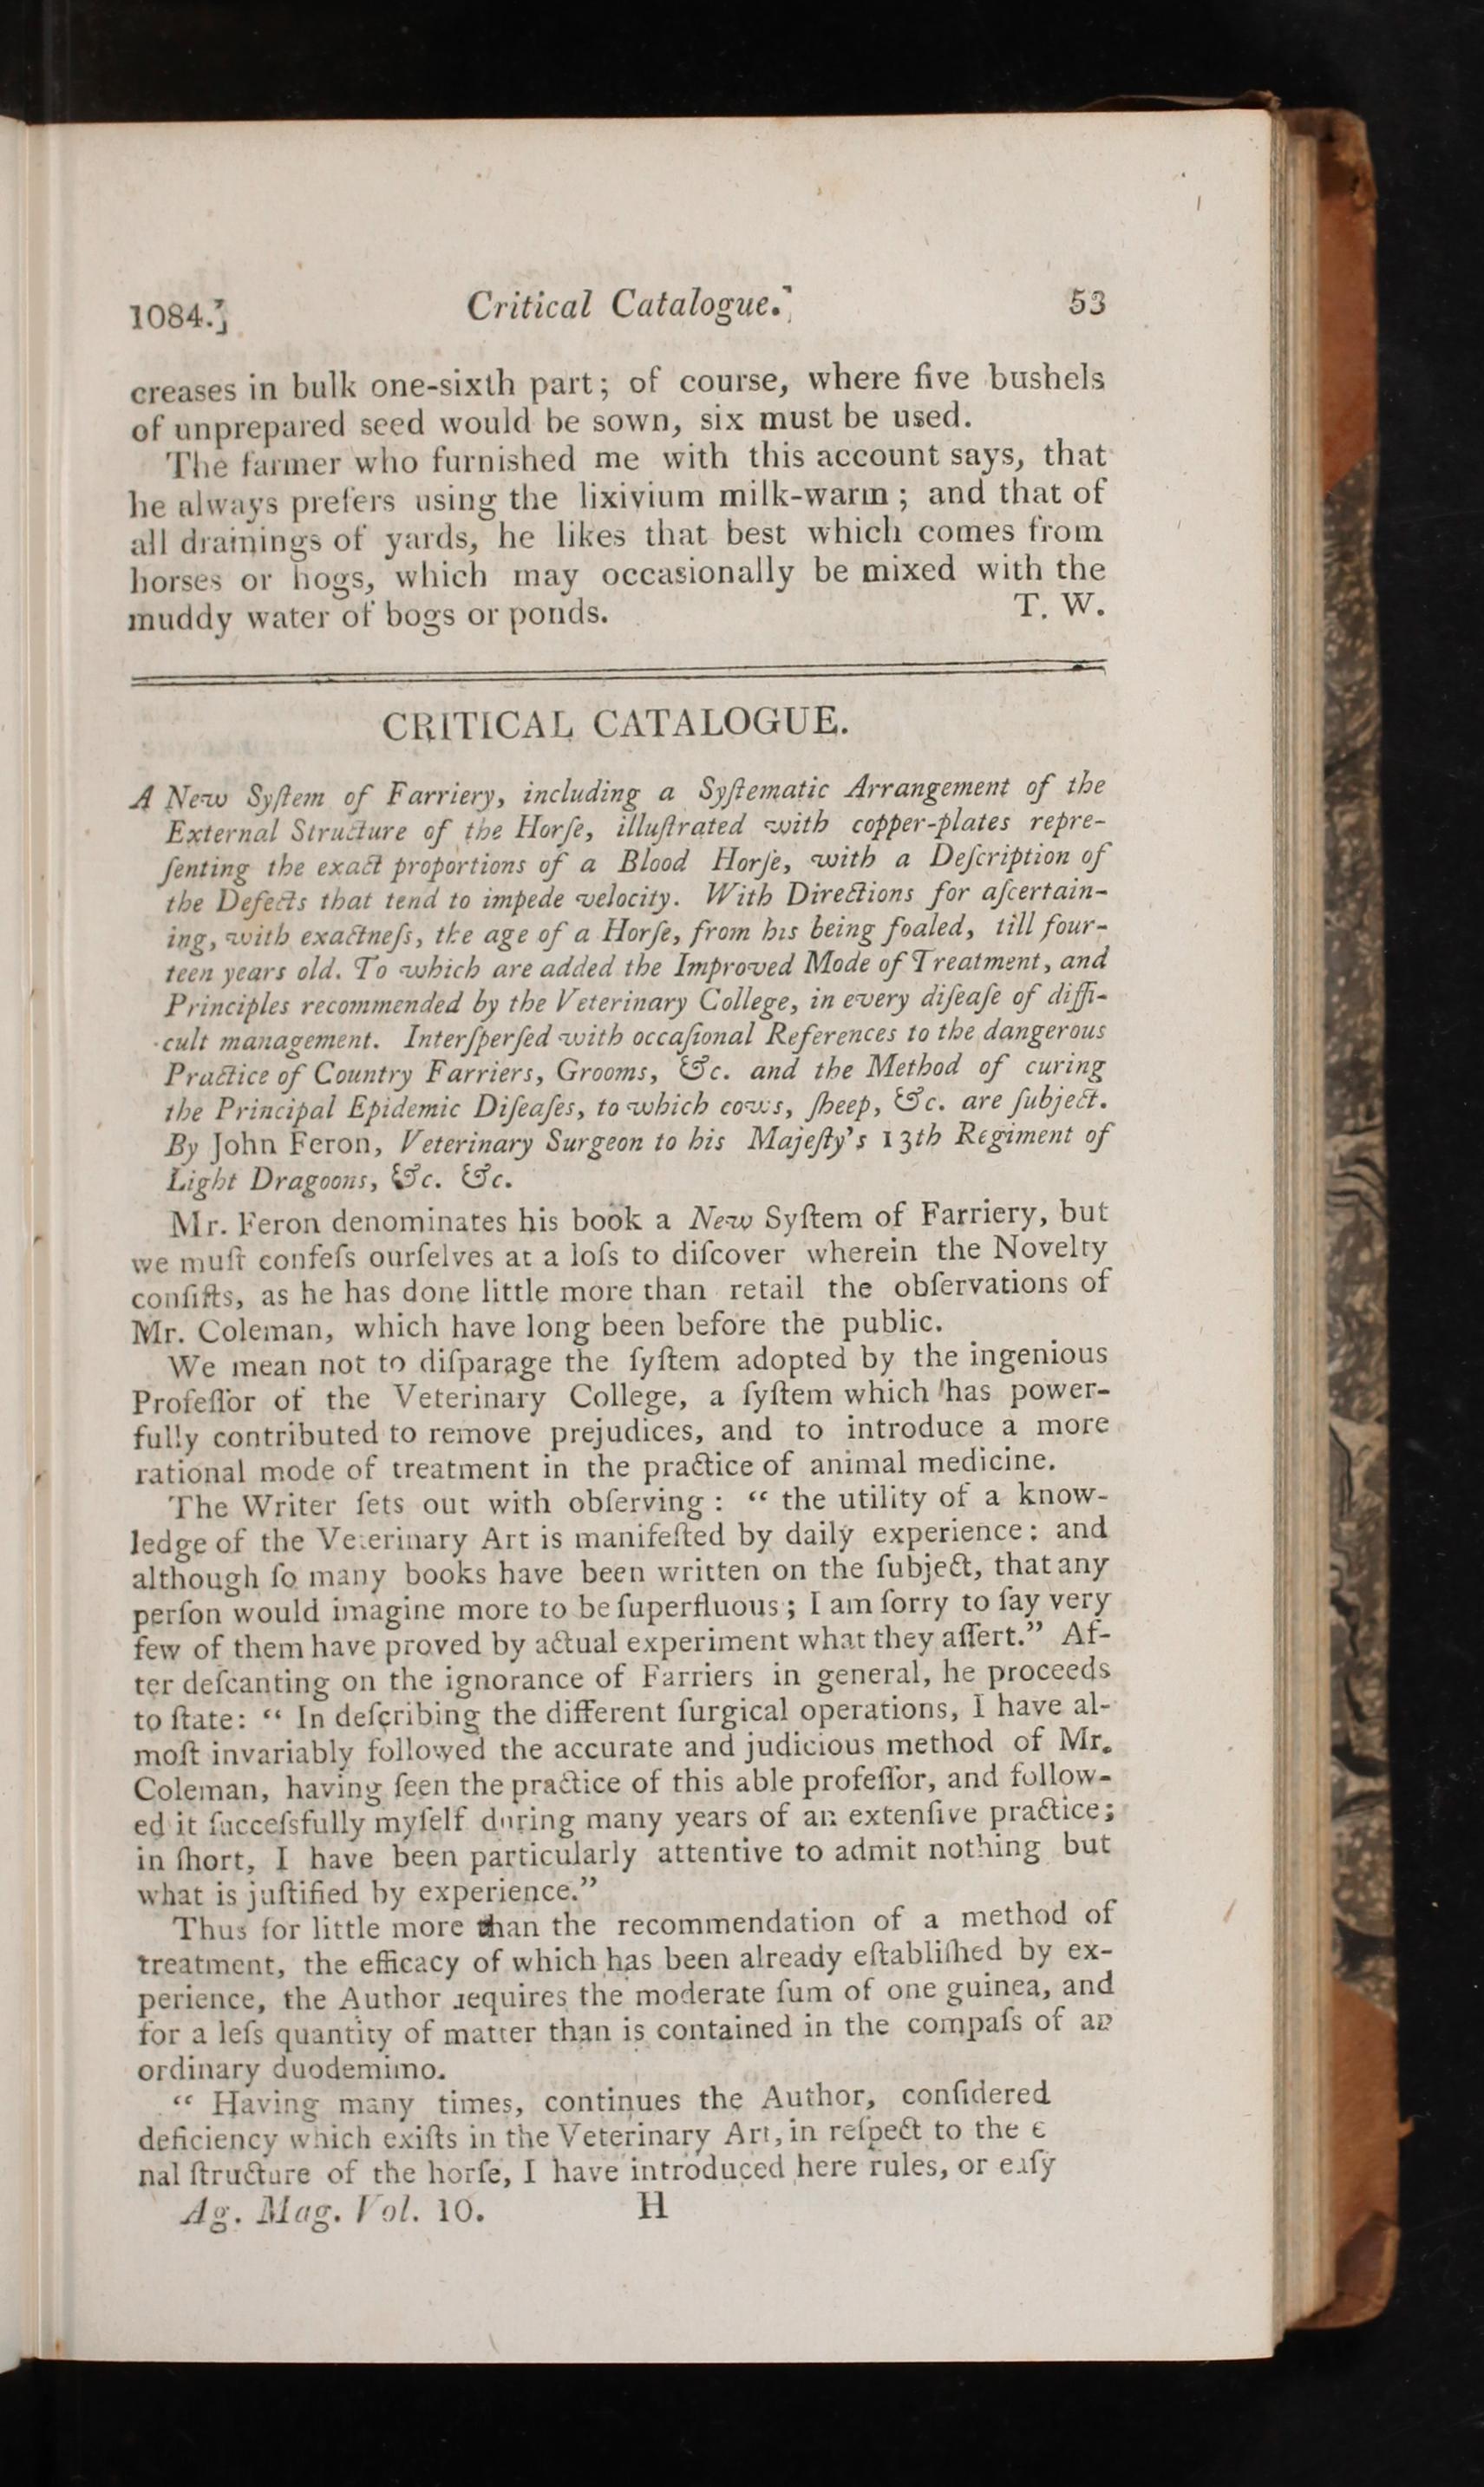 1084.] Critical Catalogue. 53
creases in bulk one-sixth part; of course, where five bushels
of unprepared seed would be sown, six must be used.
The farmer who furnished me with this account says, that
he always prefers using the lixivium milk-warm; and that of
all drainings of yards, he likes that best which comes from
horses or hogs, which may occasionally be mixed with the
muddy water of bogs or ponds. T. W.
CRITICAL CATALOGUE.
A New Syſtem of Farriery, including a Syſtematic Arrangement of the
External Structure of the Horſe, illuſtrated with copper-plates repre-
ſenting the exact proportions of a Blood Horſe, with a Deſcription of
the Defects that tend to impede velocity. With Directions for aſcertain-
ing, with exactneſs, the age of a Horſe, from his being foaled, till four-
teen years old. To which are added the Improved Mode of Treatment, and
Principles recommended by the Veterinary College, in every diſeaſe of diffi-
cult management. Interſperſed with occaſional References to the dangerous
Practice of Country Farriers, Grooms, &c. and the Method of curing
the Principal Epidemic Diſeaſes, to which cows, ſheep, &c. are ſubject.
By John Feron, Veterinary Surgeon to his Majeſty's 13th Regiment of
Light Dragoons, &c. &c.
Mr. Feron denominates his book a New Syſtem of Farriery, but
we muſt confeſs ourſelves at a loſs to diſcover wherein the Novelty
conſiſts, as he has done little more than retail the obſervations of
Mr. Coleman, which have long been before the public.
We mean not to diſparage the ſyſtem adopted by the ingenious
Profeſſor of the Veterinary College, a ſyſtem which has power-
fully contributed to remove prejudices, and to introduce a more
rational mode of treatment in the practice of animal medicine.
The Writer ſets out with obſerving: “ the utility of a know-
ledge of the Veterinary Art is manifeſted by daily experience: and
although ſo many books have been written on the ſubject, that any
perſon would imagine more to be ſuperfluous; I am ſorry to ſay very
few of them have proved by actual experiment what they aſſert.” Af-
ter deſcanting on the ignorance of Farriers in general, he proceeds
to ſtate: “ In deſcribing the different ſurgical operations, I have al-
moſt invariably followed the accurate and judicious method of Mr.
Coleman, having ſeen the practice of this able profeſſor, and follow-
ed it ſucceſsfully myſelf during many years of an extenſive practice;
in ſhort, I have been particularly attentive to admit nothing but
what is juſtified by experience.”
Thus for little more than the recommendation of a method of
treatment, the efficacy of which has been already eſtabliſhed by ex-
perience, the Author requires the moderate ſum of one guinea, and
for a leſs quantity of matter than is contained in the compaſs of an
ordinary duodemimo.
“ Having many times, continues the Author, conſidered
deficiency which exiſts in the Veterinary Art, in reſpect to the
nal ſtructure of the horſe, I have introduced here rules, or eaſy
Ag. Mag. Vol. 10. H